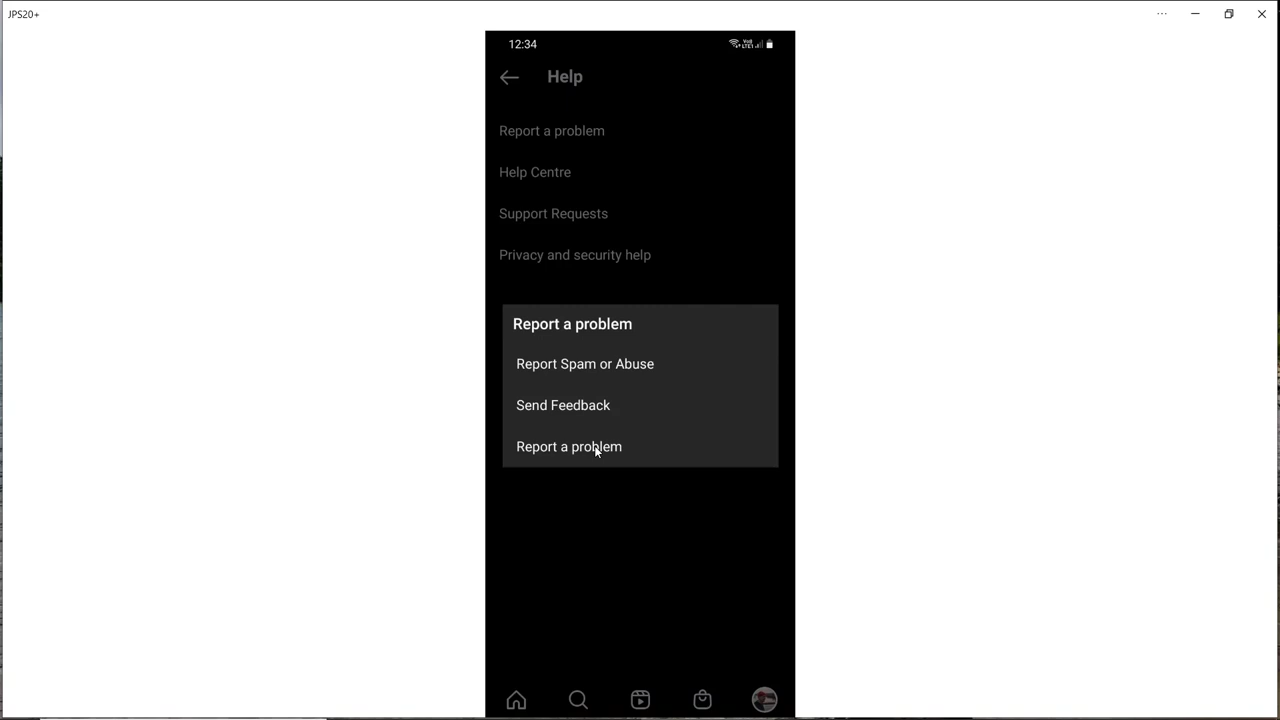 JPS20+
12:34
Help
Report a problem
Help Centre
Support Requests
Privacy and security help
Report a problem
Report Spam or Abuse
Send Feedback
Report a problem